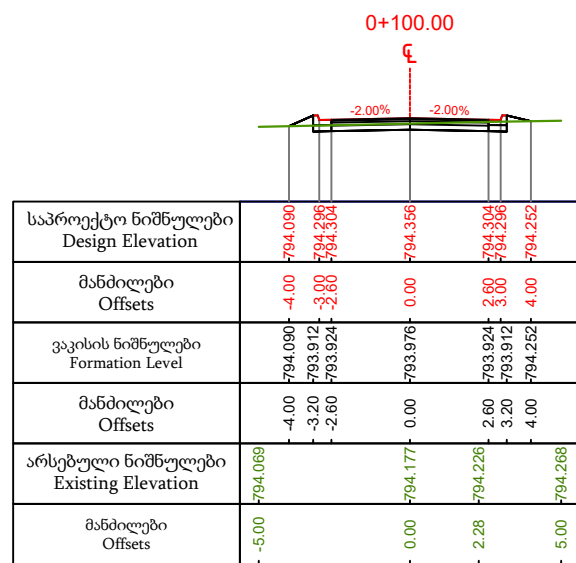 0+100.00
℄
-2.00% -2.00%
საპროექტო ნიშნულები
Design Elevation
794.090 794.296 794.304 794.356 794.304 794.296 794.252
მანძილები
Offsets
-4.00 -3.00 -2.60 0.00 2.60 3.00 4.00
ვაკისის ნიშნულები
Formation Level
794.090 793.912 793.924 793.976 793.924 793.912 794.252
მანძილები
Offsets
-4.00 -3.20 -2.60 0.00 2.60 3.20 4.00
არსებული ნიშნულები
Existing Elevation
794.069 794.177 794.226 794.268
მანძილები
Offsets
-5.00 0.00 2.28 5.00